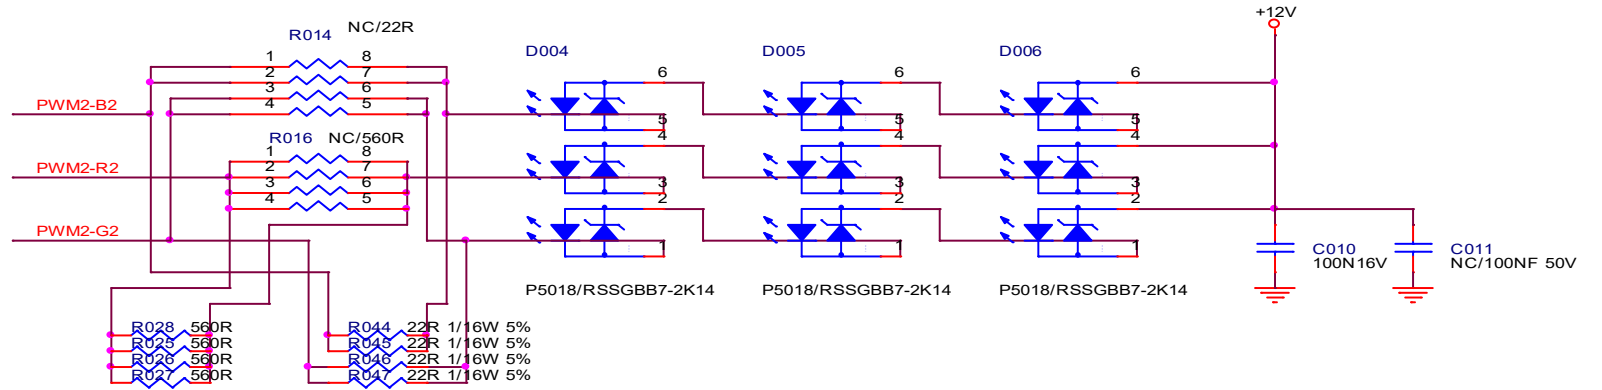 +12V
R014 NC/22R
D004 D005 D006
1 8
2 7
3 6
4 5
6 6 6
5 5 5
4 4 4
PWM2-B2
R016 NC/560R
1 8
2 7
3 6
4 5
3 3 3
2 2 2
PWM2-R2
PWM2-G2
1 1 1
C010
100N16V
C011
NC/100NF 50V
P5018/RSSGBB7-2K14 P5018/RSSGBB7-2K14 P5018/RSSGBB7-2K14
R028 560R
R025 560R
R026 560R
R027 560R
R044 22R 1/16W 5%
R045 22R 1/16W 5%
R046 22R 1/16W 5%
R047 22R 1/16W 5%